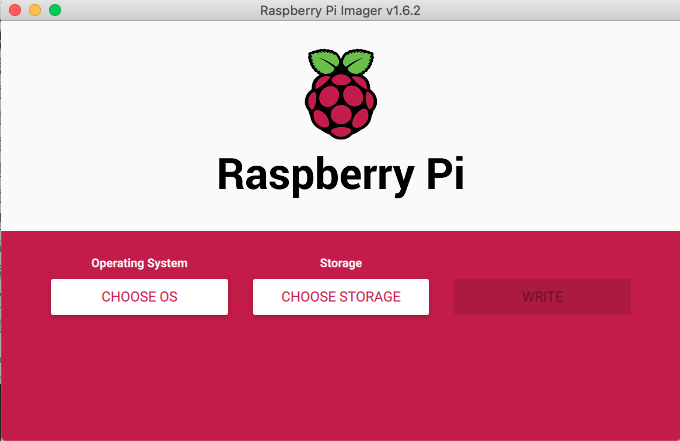 Raspberry Pi Imager v1.6.2
Raspberry Pi
Operating System
Storage
CHOOSE OS
CHOOSE STORAGE
WRITE